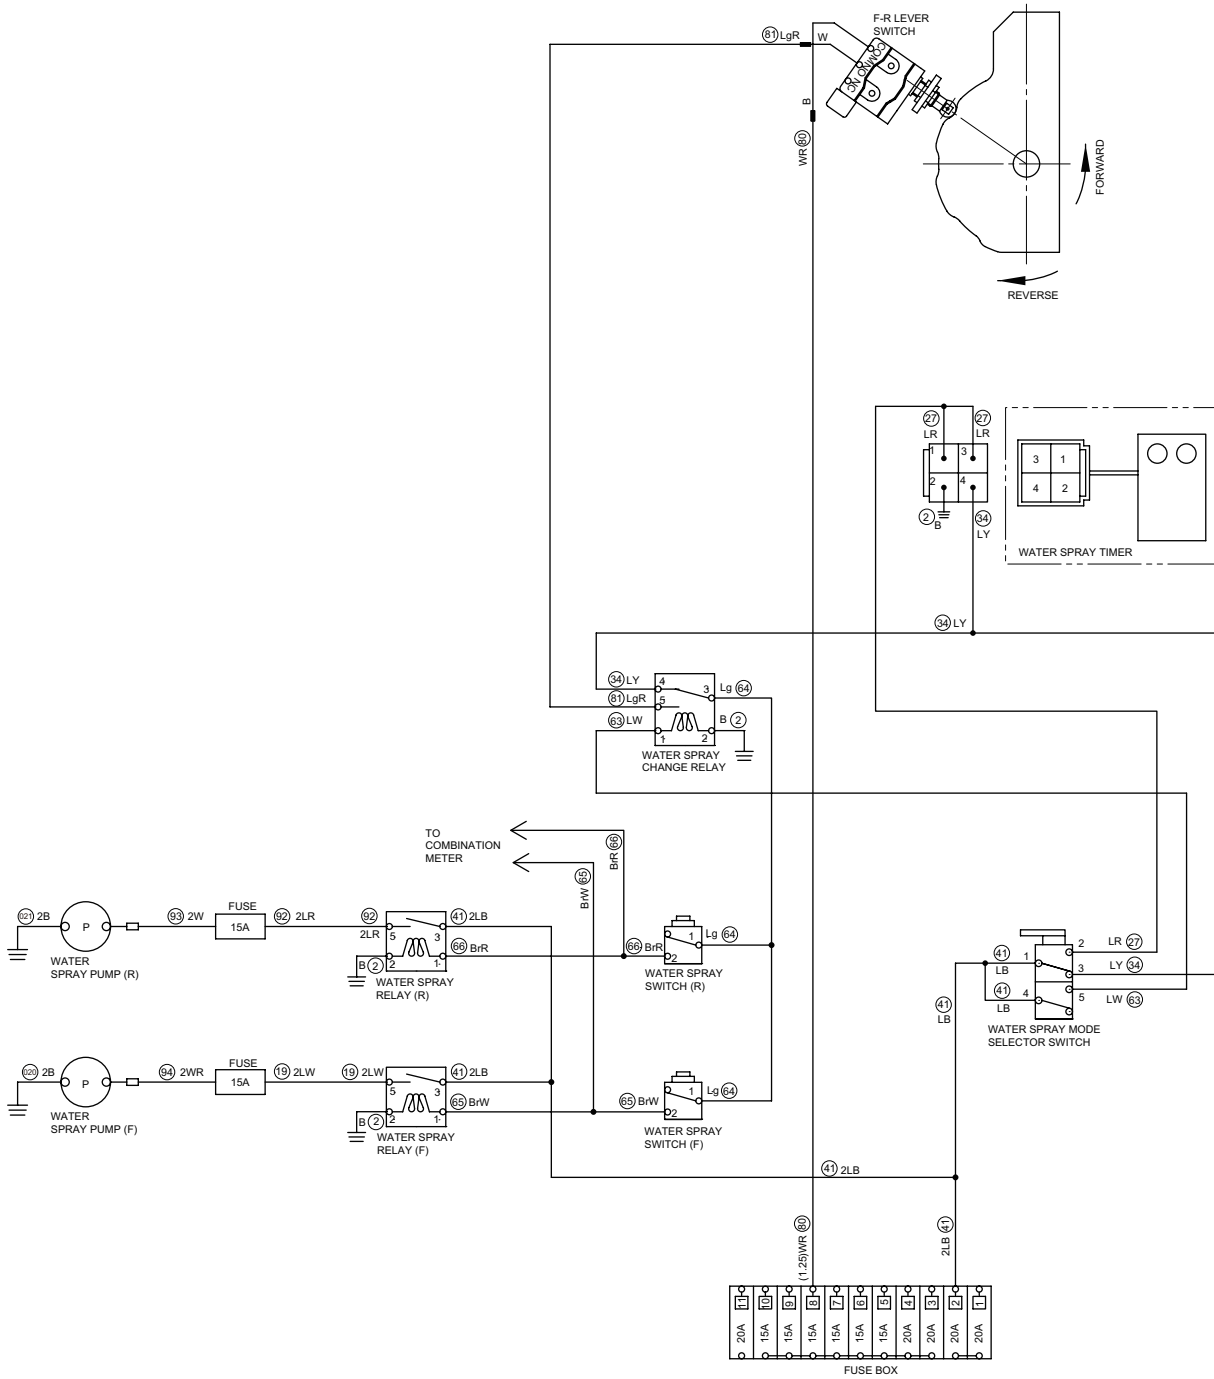 F-R LEVER
SWITCH
81 LgR
W
COM NO NC
B
WR 80
FORWARD
REVERSE
27
LR
27
LR
1
3
2
4
2
B
34
LY
3
1
4
2
WATER SPRAY TIMER
34 LY
34 LY
81 LgR
63 LW
4
5
3
1
2
Lg 64
B 2
WATER SPRAY
CHANGE RELAY
TO
COMBINATION
METER
BrR 66
BrW 65
021 2B
P
WATER
SPRAY PUMP (R)
93 2W
FUSE
15A
92 2LR
92
2LR
5
3
2
1
B 2
41 2LB
66 BrR
WATER SPRAY
RELAY (R)
66 BrR
1
2
Lg 64
WATER SPRAY
SWITCH (R)
41
LB
41
LB
1
4
2
3
5
LR 27
LY 34
LW 63
WATER SPRAY MODE
SELECTOR SWITCH
41
LB
020 2B
P
WATER
SPRAY PUMP (F)
94 2WR
FUSE
15A
19 2LW
19 2LW
5
3
2
1
B 2
41 2LB
65 BrW
WATER SPRAY
RELAY (F)
65 BrW
1
2
Lg 64
WATER SPRAY
SWITCH (F)
41 2LB
(1.25)WR 80
2LB 41
11 10 9 8 7 6 5 4 3 2 1
20A 15A 15A 15A 15A 15A 15A 20A 20A 20A 20A
FUSE BOX